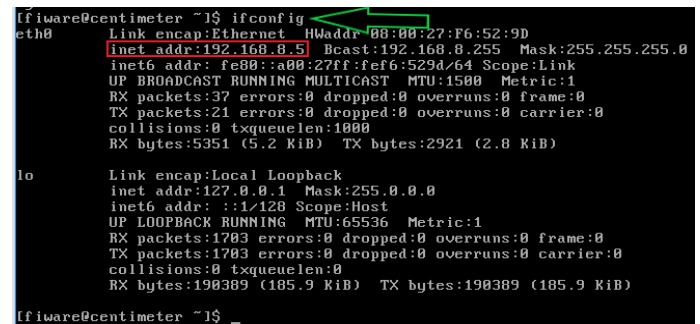 [fiware@centimeter ~]$ ifconfig
eth0 Link encap:Ethernet HWaddr 08:00:27:F6:52:9D
inet addr:192.168.8.5 Bcast:192.168.8.255 Mask:255.255.255.0
inet6 addr: fe80::a00:27ff:fef6:529d/64 Scope:Link
UP BROADCAST RUNNING MULTICAST MTU:1500 Metric:1
RX packets:37 errors:0 dropped:0 overruns:0 frame:0
TX packets:21 errors:0 dropped:0 overruns:0 carrier:0
collisions:0 txqueuelen:1000
RX bytes:5351 (5.2 KiB) TX bytes:2921 (2.8 KiB)
lo Link encap:Local Loopback
inet addr:127.0.0.1 Mask:255.0.0.0
inet6 addr: ::1/128 Scope:Host
UP LOOPBACK RUNNING MTU:65536 Metric:1
RX packets:1703 errors:0 dropped:0 overruns:0 frame:0
TX packets:1703 errors:0 dropped:0 overruns:0 carrier:0
collisions:0 txqueuelen:0
RX bytes:190389 (185.9 KiB) TX bytes:190389 (185.9 KiB)
[fiware@centimeter ~]$ _